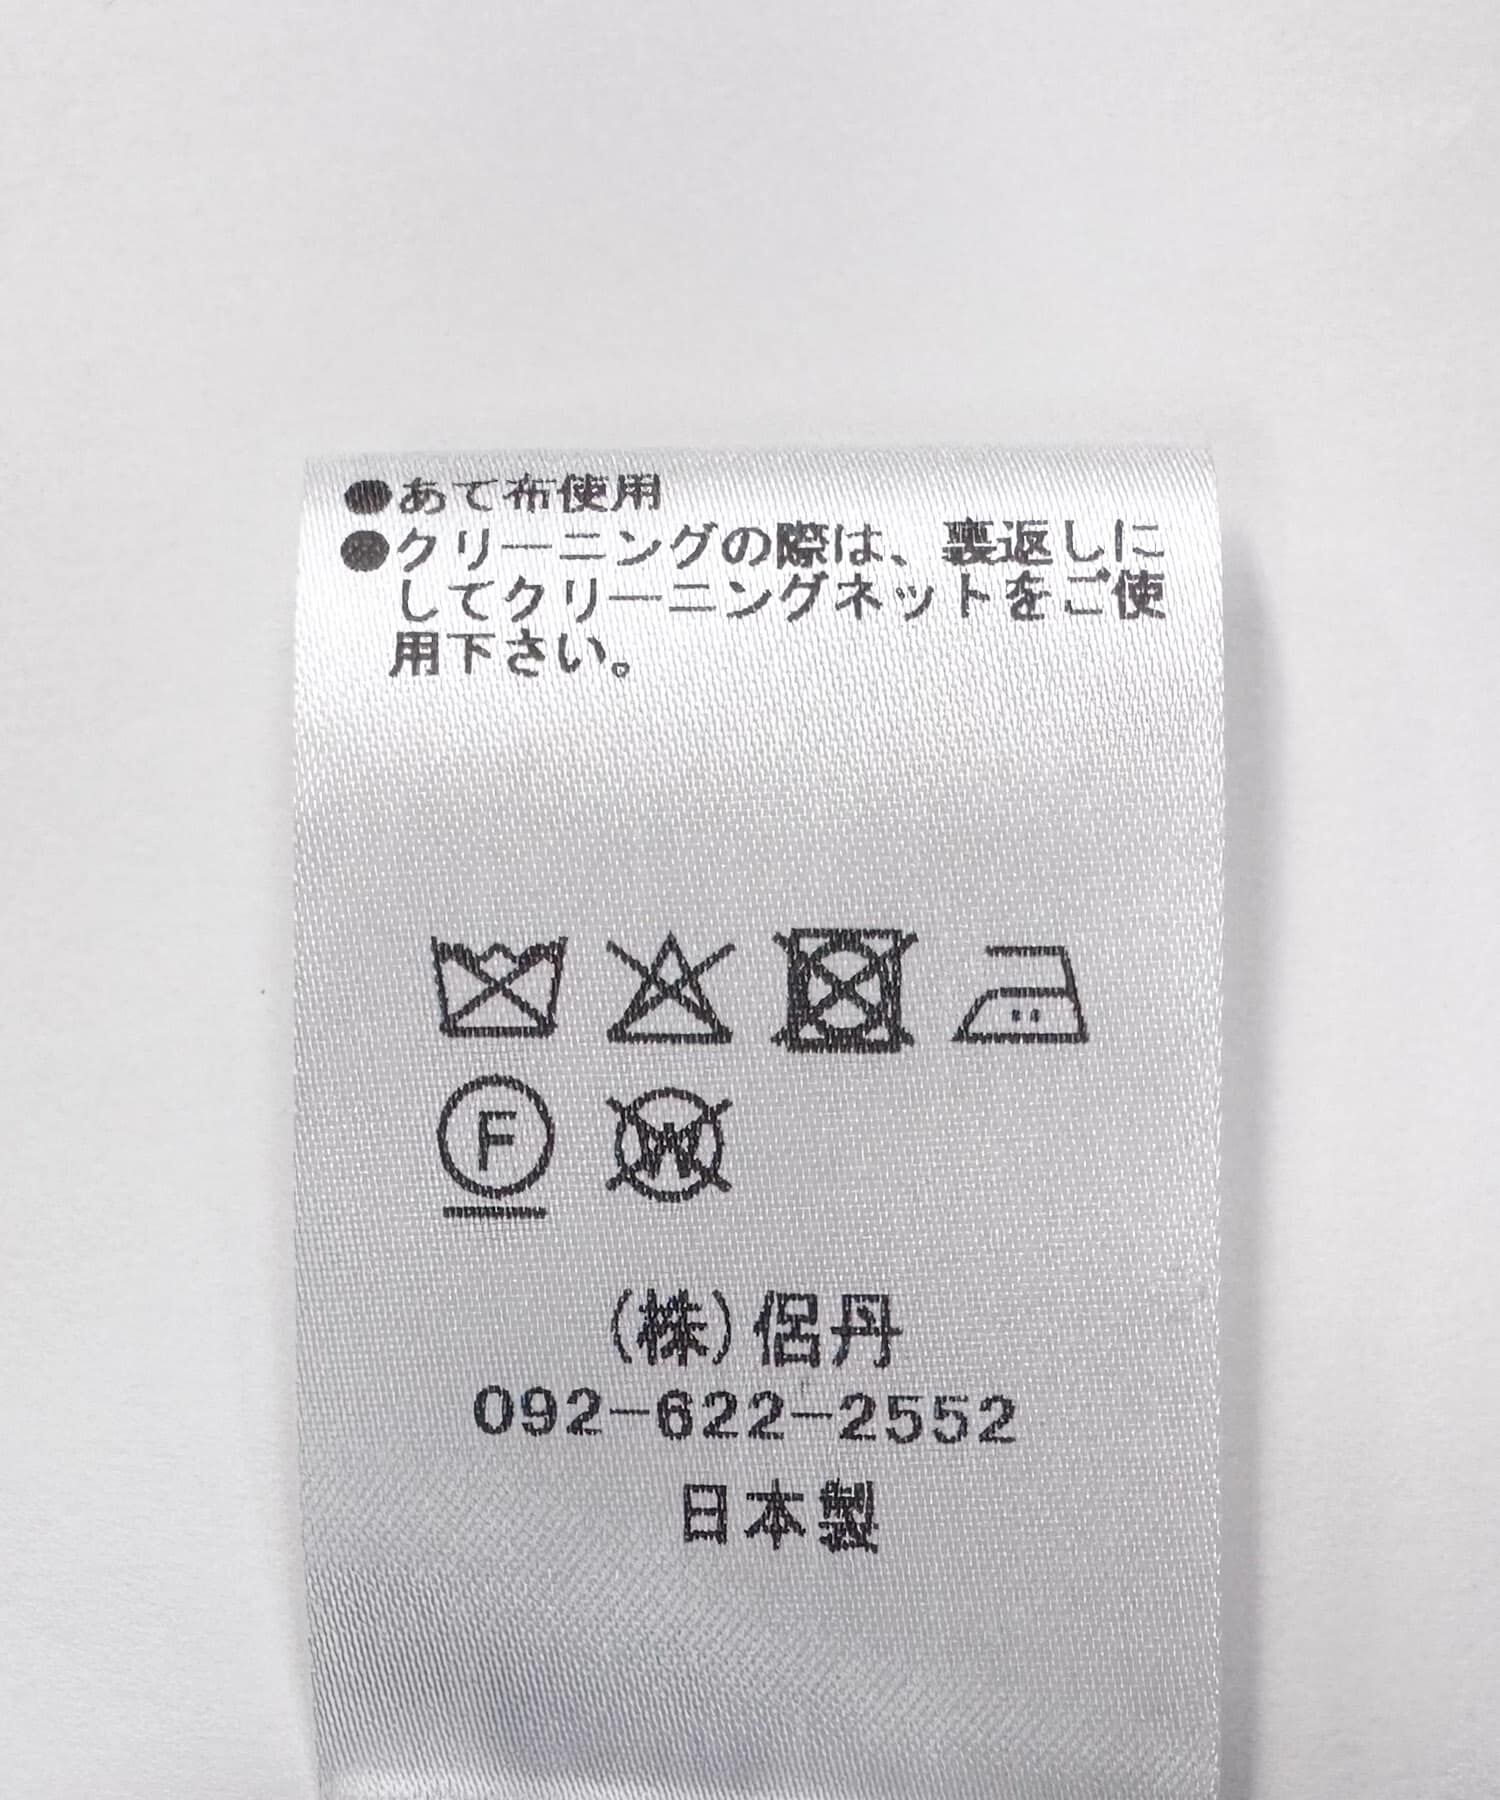 ●あて布使用
●クリーニングの際は、裏返しに
してクリーニングネットをご使
用下さい。
F W
(株)侶丹
092-622-2552
日本製